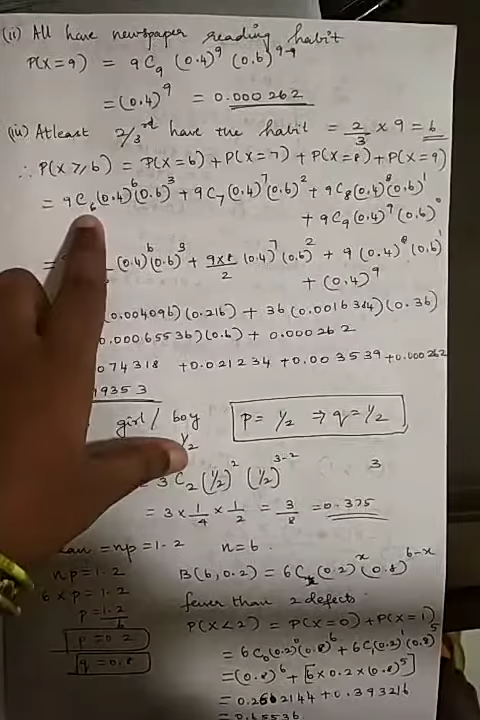 (ii) All have newspaper reading habit
P(X=9) = 9C₉ (0.4)⁹ (0.6)⁹⁻⁹
= (0.4)⁹ = 0.000262
(iii) Atleast 2/3ʳᵈ have the habit = 2/3 × 9 = 6
∴ P(X ≥ 6) = P(X=6) + P(X=7) + P(X=8) + P(X=9)
= 9C₆ (0.4)⁶ (0.6)³ + 9C₇ (0.4)⁷ (0.6)² + 9C₈ (0.4)⁸ (0.6)¹
+ 9C₉ (0.4)⁹ (0.6)⁰
= (0.4)⁶ (0.6)³ + 9×8/2 (0.4)⁷ (0.6)² + 9 (0.4)⁸ (0.6)¹
+ (0.4)⁹
(0.004096)(0.216) + 36 (0.0016384)(0.36)
0.00065536)(0.6) + 0.000262
074318 + 0.021234 + 0.003539 + 0.000262
9353
girl / boy p = 1/2 ⇒ q = 1/2
1/2
= 3C₂ (1/2)² (1/2)³⁻² 3
= 3 × 1/4 × 1/2 = 3/8 = 0.375
= np = 1.2 n = 6.
np = 1.2 B(6, 0.2) = 6Cₓ (0.2)ˣ (0.8)⁶⁻ˣ
6 × p = 1.2 fewer than 2 defects.
p = 1.2/6 P(X<2) = P(X=0) + P(X=1)
p = 0.2 = 6C₀ (0.2)⁰ (0.8)⁶ + 6C₁ (0.2)¹ (0.8)⁵
q = 0.8 = (0.8)⁶ + [6 × 0.2 × (0.8)⁵]
= 0.262144 + 0.393216
= 0.65536